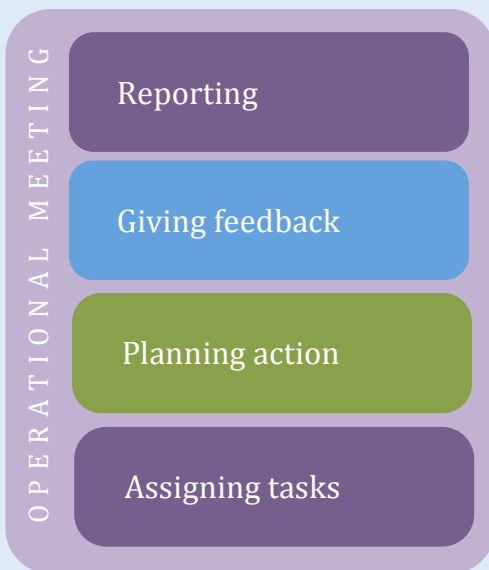 OPERATIONAL MEETING
Reporting
Giving feedback
Planning action
Assigning tasks